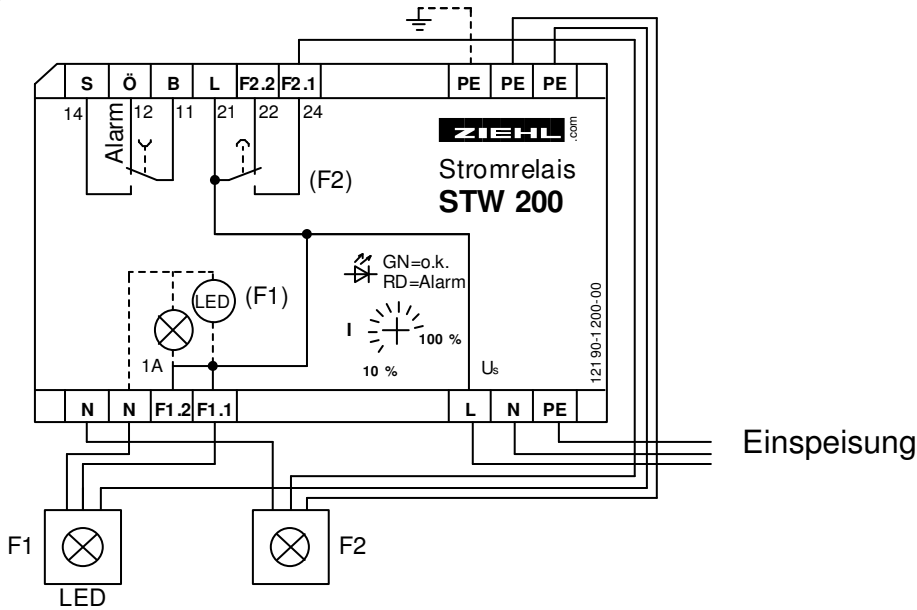 S Ö B L F2.2 F2.1 PE PE PE
14 12 11 21 22 24
Alarm
ZIEHL .com
(F2)
Stromrelais
STW 200
GN=o.k.
RD=Alarm
LED (F1)
I
100 %
10 %
1A
Us
12190-1200-00
N N F1.2 F1.1 L N PE
Einspeisung
F1 F2
LED